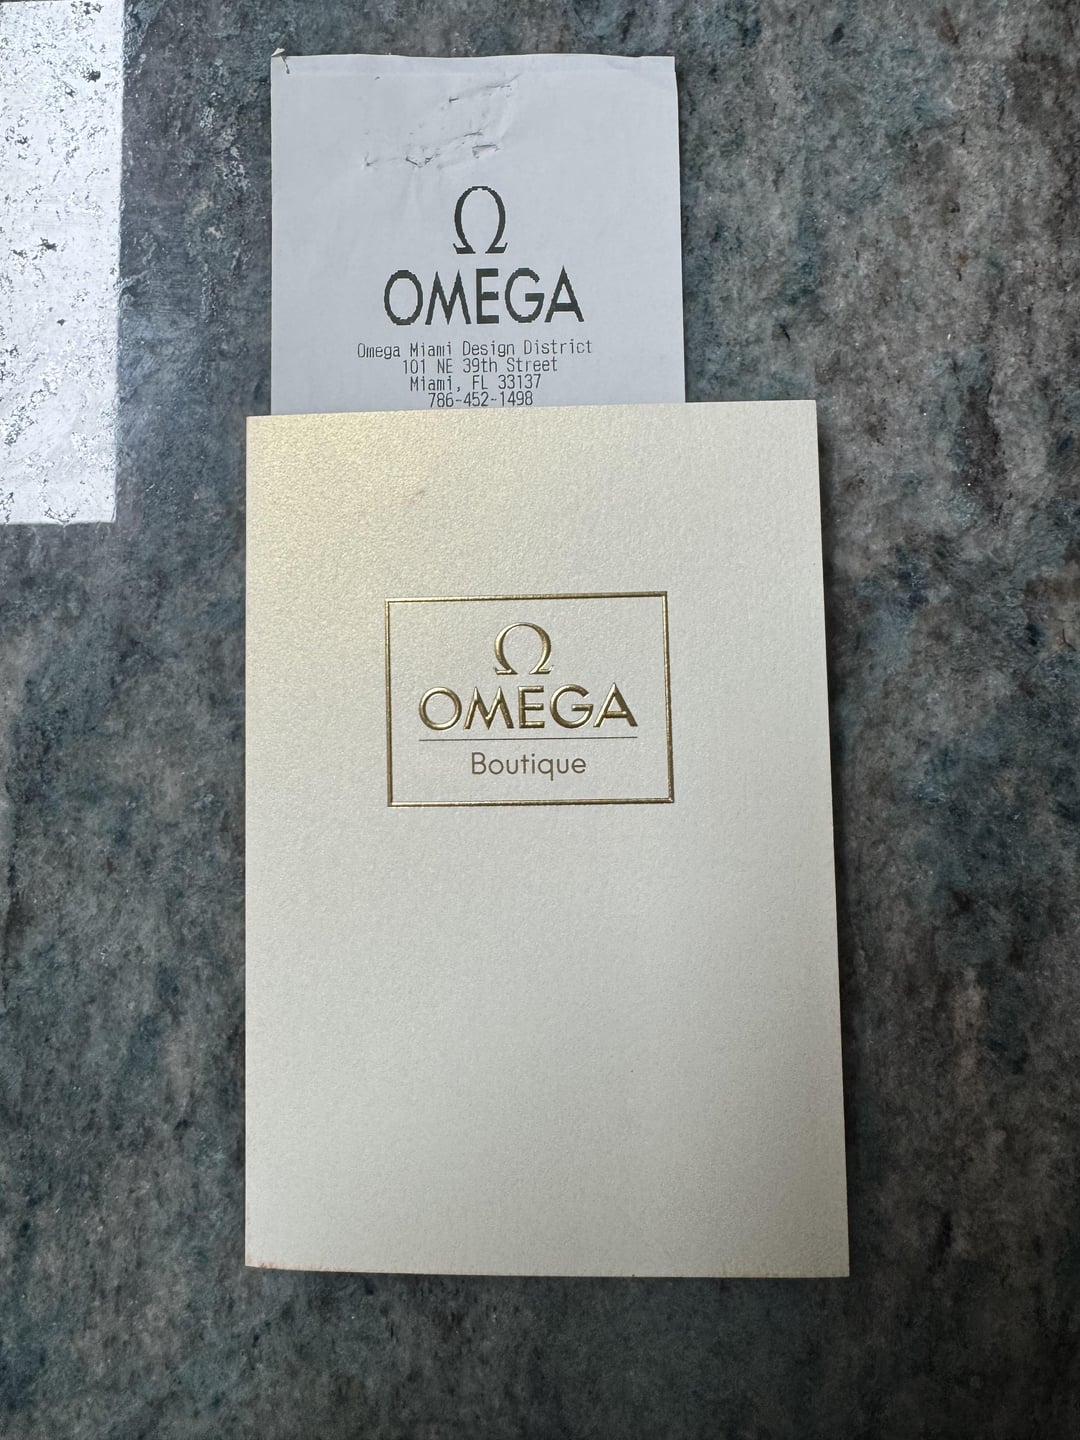 Ω
OMEGA
Omega Miami Design District
101 NE 39th Street
Miami, FL 33137
786-452-1498
Ω
OMEGA
Boutique